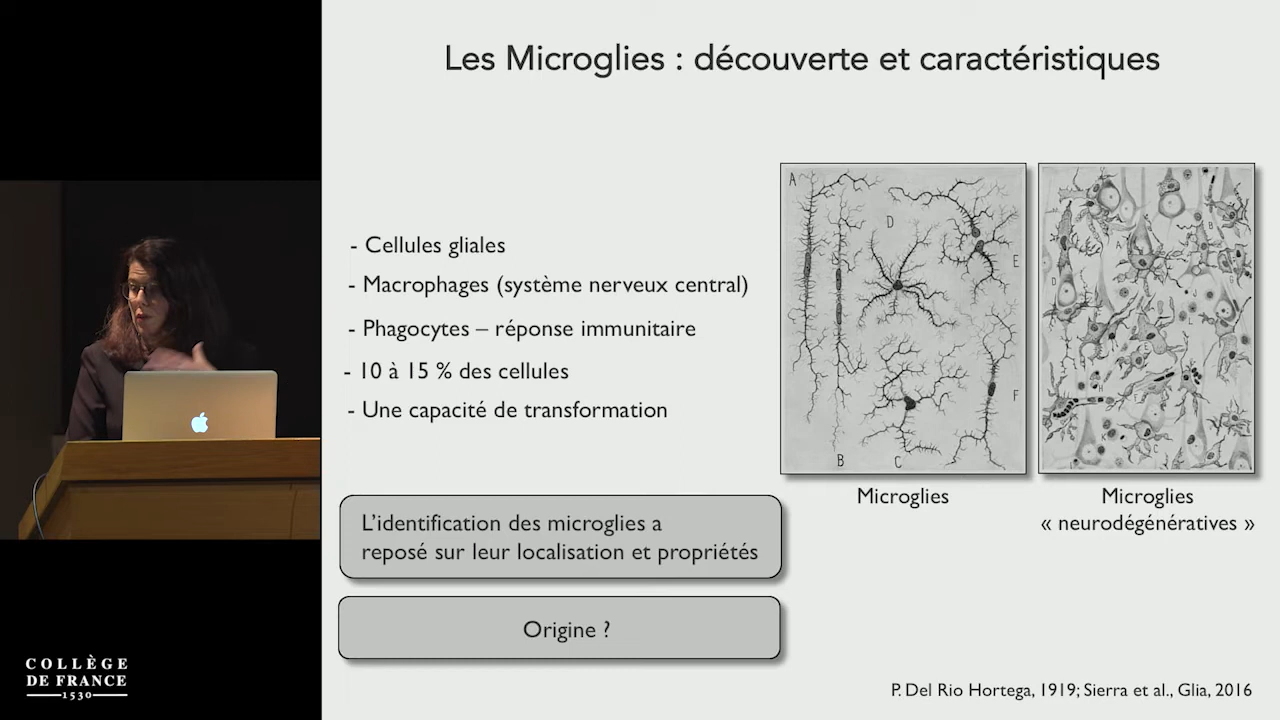 Les Microglies : découverte et caractéristiques
- Cellules gliales
- Macrophages (système nerveux central)
- Phagocytes – réponse immunitaire
- 10 à 15 % des cellules
- Une capacité de transformation
L'identification des microglies a
reposé sur leur localisation et propriétés
Origine ?
A
D
E
F
B
C
Microglies
A
B
D
C
Microglies
« neurodégénératives »
P. Del Rio Hortega, 1919; Sierra et al., Glia, 2016
COLLÈGE
DE FRANCE
1530